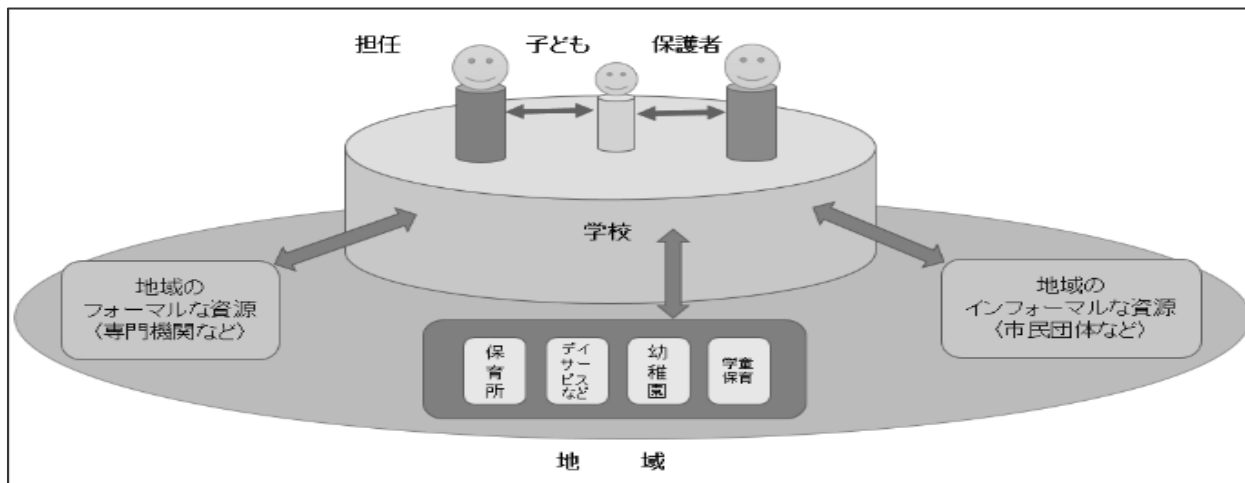 担任 子ども 保護者
学校
地域の
フォーマルな資源
〈専門機関など〉
地域の
インフォーマルな資源
〈市民団体など〉
保育所
デイ
サー
ビス
など
幼稚園
学童
保育
地 域